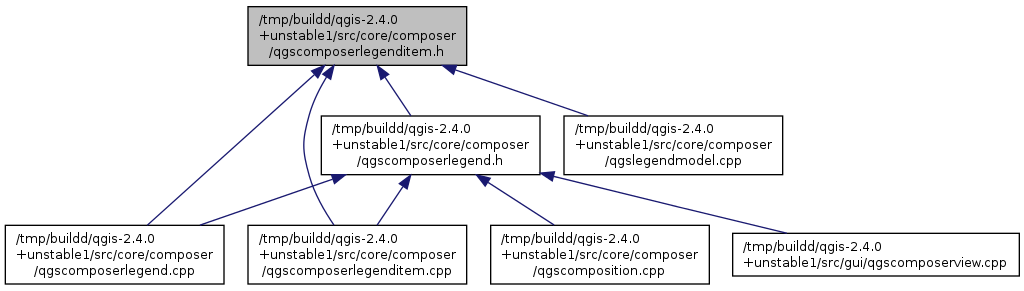 /tmp/buildd/qgis-2.4.0
+unstable1/src/core/composer
/qgscomposerlegenditem.h
/tmp/buildd/qgis-2.4.0
+unstable1/src/core/composer
/qgscomposerlegend.h
/tmp/buildd/qgis-2.4.0
+unstable1/src/core/composer
/qgslegendmodel.cpp
/tmp/buildd/qgis-2.4.0
+unstable1/src/core/composer
/qgscomposerlegend.cpp
/tmp/buildd/qgis-2.4.0
+unstable1/src/core/composer
/qgscomposerlegenditem.cpp
/tmp/buildd/qgis-2.4.0
+unstable1/src/core/composer
/qgscomposition.cpp
/tmp/buildd/qgis-2.4.0
+unstable1/src/gui/qgscomposerview.cpp